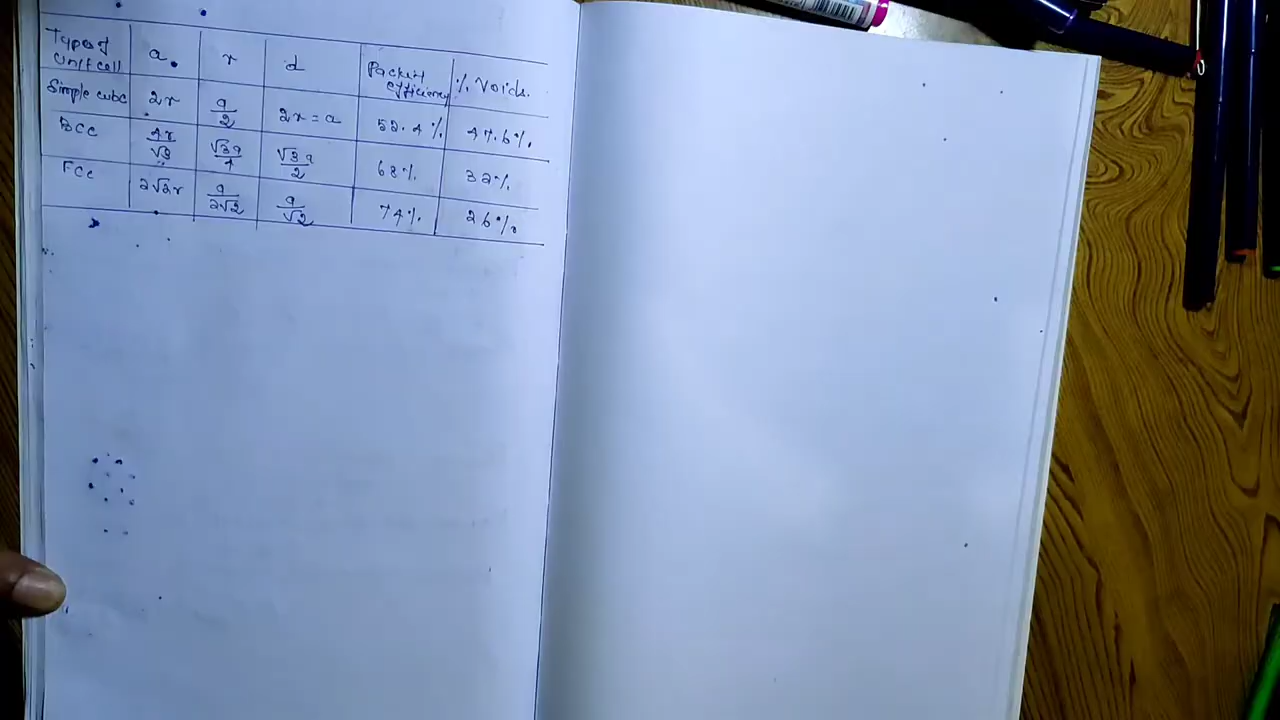 Type of Unit cell a r d Packing efficiency % Voids.
Simple cubc 2r a/2 2r = a 52.4% 47.6%.
BCC 4r/√3 √3a/4 √3a/2 68% 32%
FCC 2√2r a/2√2 a/√2 74% 26%